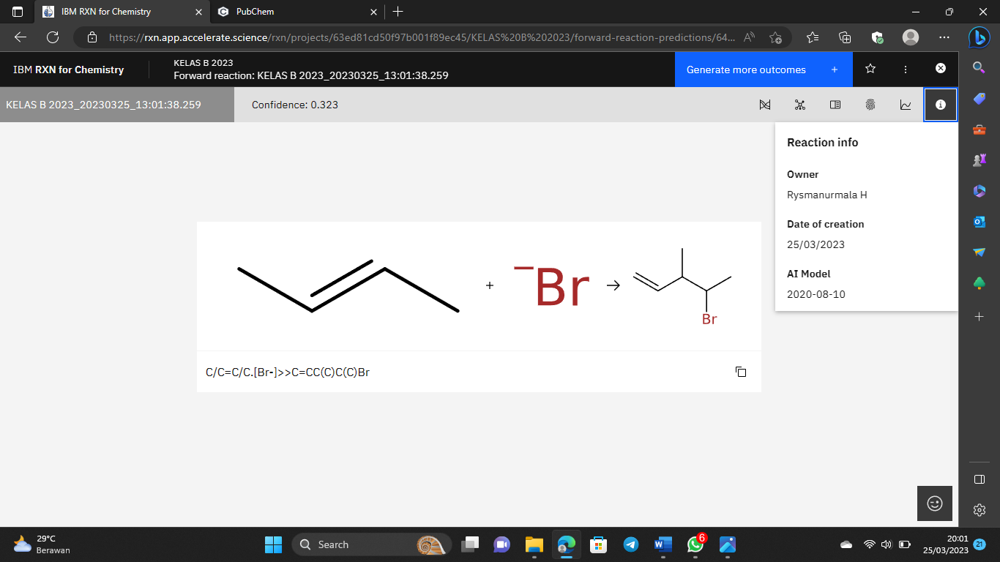 IBM RXN for Chemistry
PubChem
https://rxn.app.accelerate.science/rxn/projects/63ed81cd50f97b001f89ec45/KELAS%20B%202023/forward-reaction-predictions/64...
IBM RXN for Chemistry
KELAS B 2023
Forward reaction: KELAS B 2023_20230325_13:01:38.259
Generate more outcomes +
KELAS B 2023_20230325_13:01:38.259
Confidence: 0.323
Reaction info
Owner
Rysmanurmala H
Date of creation
25/03/2023
AI Model
2020-08-10
+ −Br →
Br
C/C=C/C.[Br-]>>C=CC(C)C(C)Br
29°C
Berawan
Search
6
20:01
25/03/2023
21